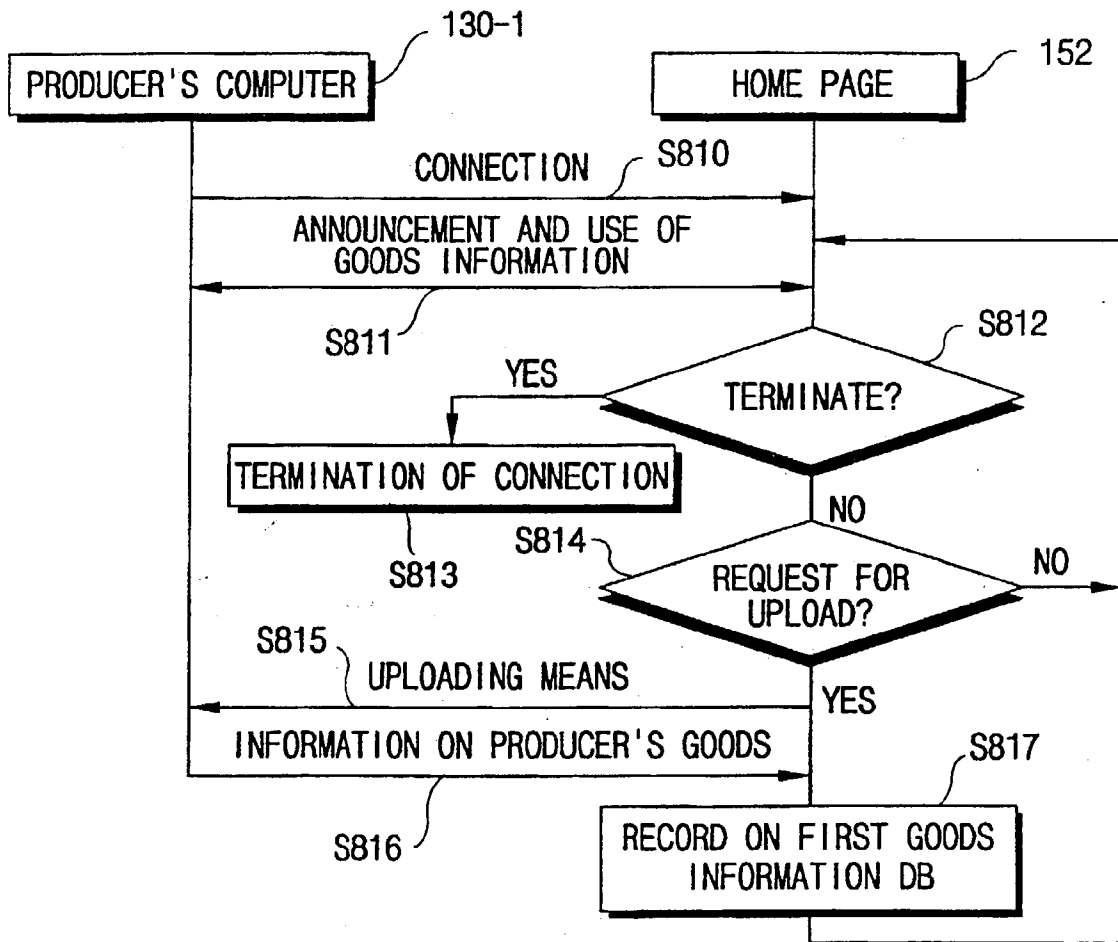 130-1
152
PRODUCER'S COMPUTER
HOME PAGE
S810
CONNECTION
ANNOUNCEMENT AND USE OF
GOODS INFORMATION
S811
S812
YES
TERMINATE?
TERMINATION OF CONNECTION
NO
S814
S813
REQUEST FOR
UPLOAD?
NO
S815
UPLOADING MEANS
YES
INFORMATION ON PRODUCER'S GOODS
S817
S816
RECORD ON FIRST GOODS
INFORMATION DB